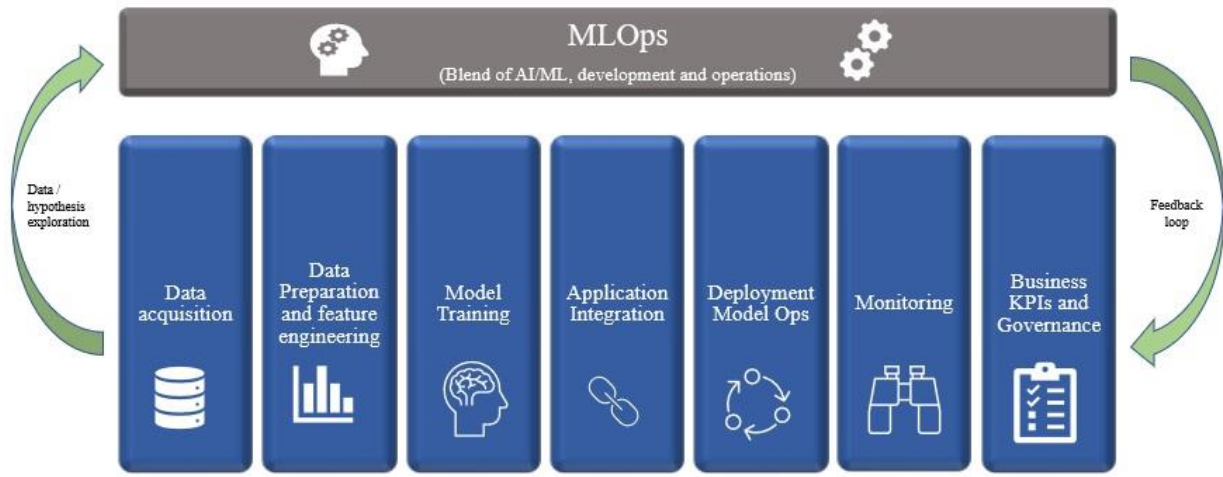 MLOps
(Blend of AI/ML, development and operations)
Data /
hypothesis
exploration
Data
acquisition
Data
Preparation
and feature
engineering
Model
Training
Application
Integration
Deployment
Model Ops
Monitoring
Business
KPIs and
Governance
Feedback
loop